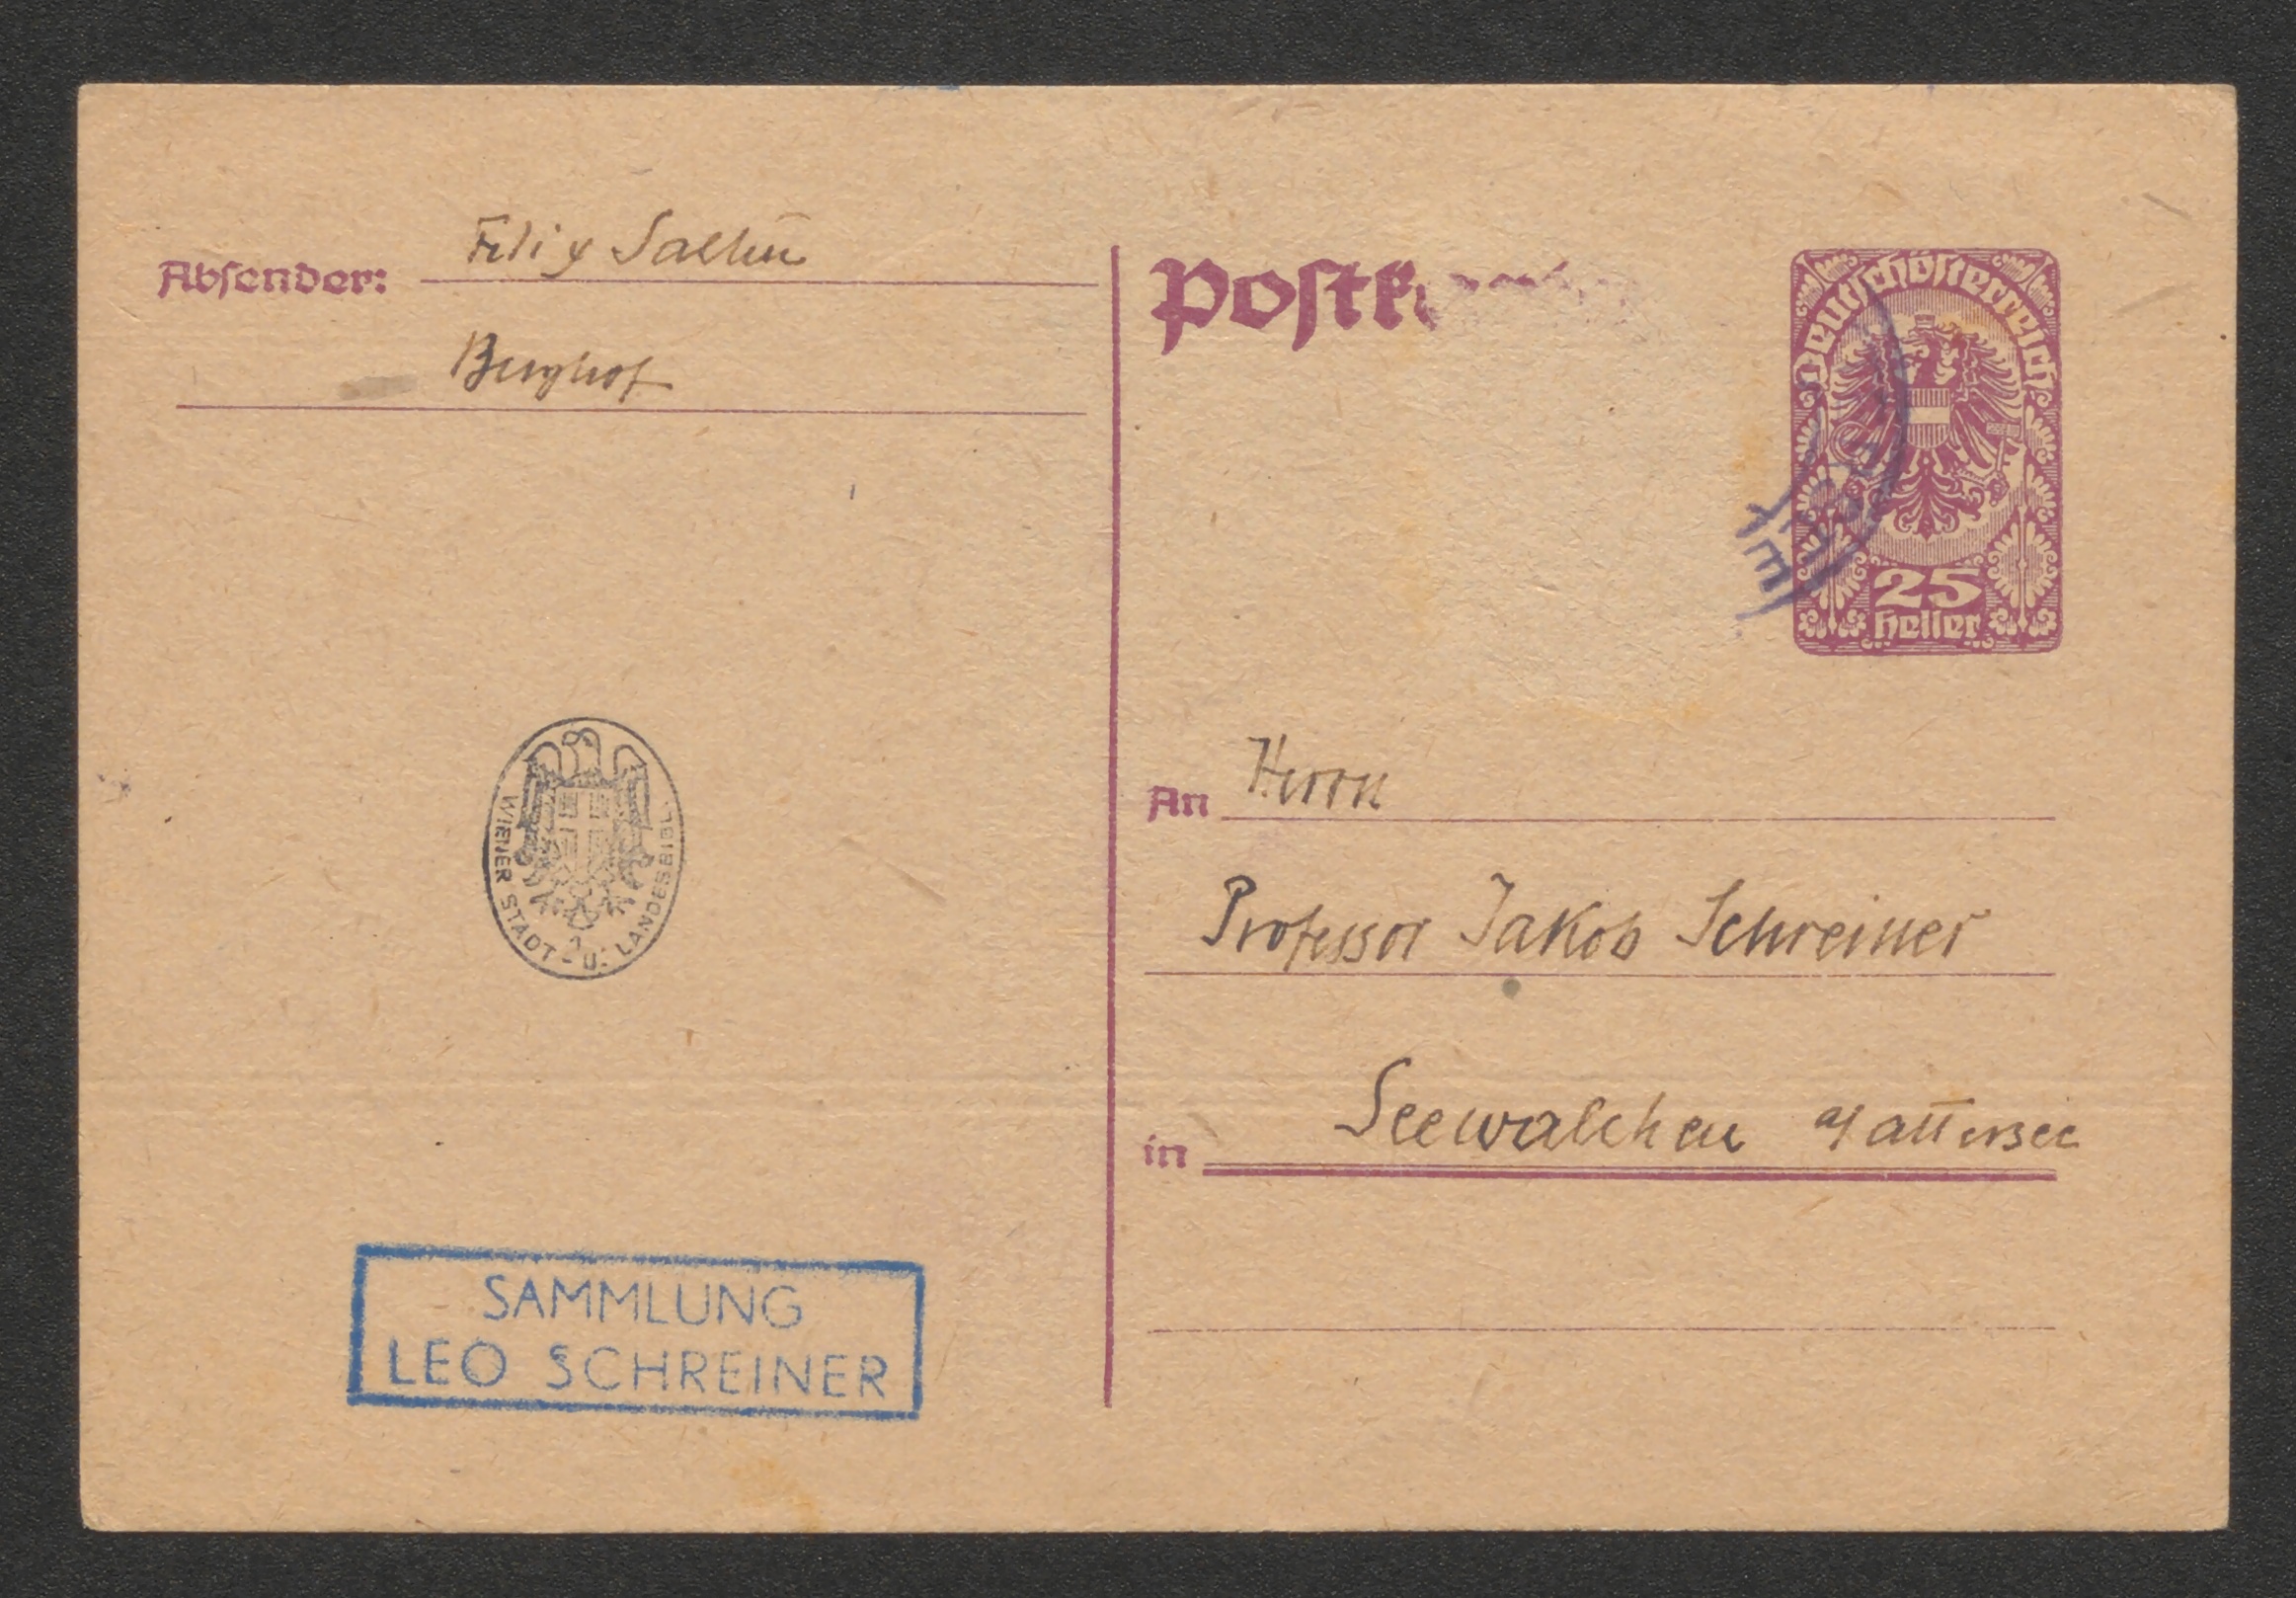 Absender: Felix Salten
Berghof
Postk
Deutschösterreich
25
Heller
An Herrn
Professor Jakob Schreiner
in Seewalchen a/Attersee
WIENER STADT- U. LANDESBIBL.
SAMMLUNG
LEO SCHREINER